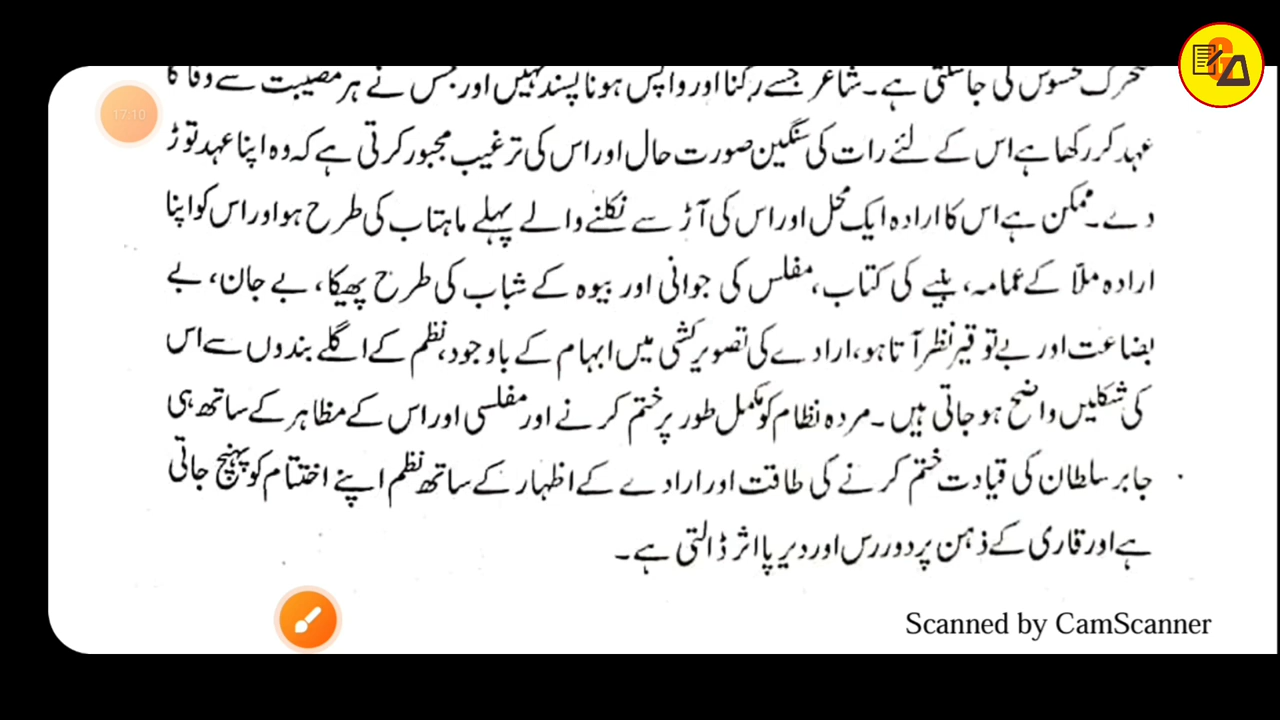 متحرک محسوس کی جاسکتی ہے۔ شاعر جسے رکنا اور واپس ہونا پسند نہیں اور جس نے ہر مصیبت سے وفا کا
17:10
عہد کر رکھا ہے اس کے لئے رات کی سنگین صورت حال اور اس کی ترغیب مجبور کرتی ہے کہ وہ اپنا عہد توڑ
دے۔ ممکن ہے اس کا ارادہ ایک محل اور اس کی آڑ سے نکلنے والے پہلے ماہتاب کی طرح ہو اور اس کو اپنا
ارادہ ملّا کے عمامہ، بنیے کی کتاب، مفلس کی جوانی اور بیوہ کے شباب کی طرح پھیکا، بے جان، بے
بضاعت اور بے توقیر نظر آتا ہو، ارادے کی تصویر کشی میں ابہام کے باوجود، نظم کے اگلے بندوں سے اس
کی شکلیں واضح ہو جاتی ہیں۔ مردہ نظام کو مکمل طور پر ختم کرنے اور مفلسی اور اس کے مظاہر کے ساتھ ہی
جابر سلطان کی قیادت ختم کرنے کی طاقت اور ارادے کے اظہار کے ساتھ نظم اپنے اختتام کو پہنچ جاتی
ہے اور قاری کے ذہن پر دور رس اور دیرپا اثر ڈالتی ہے۔
Scanned by CamScanner